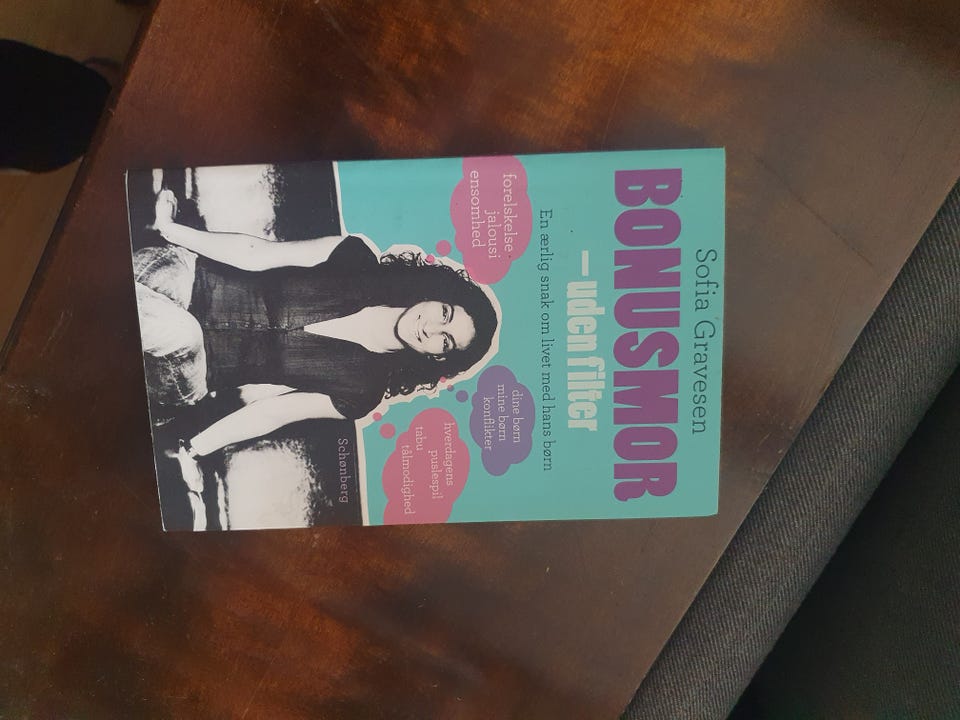 Sofia Gravesen
BONUSMOR
– uden filter
En ærlig snak om livet med hans børn
forelskelse
jalousi
ensomhed
dine børn
mine børn
konflikter
hverdagens
puslespil
tabu
tålmodighed
Schønberg